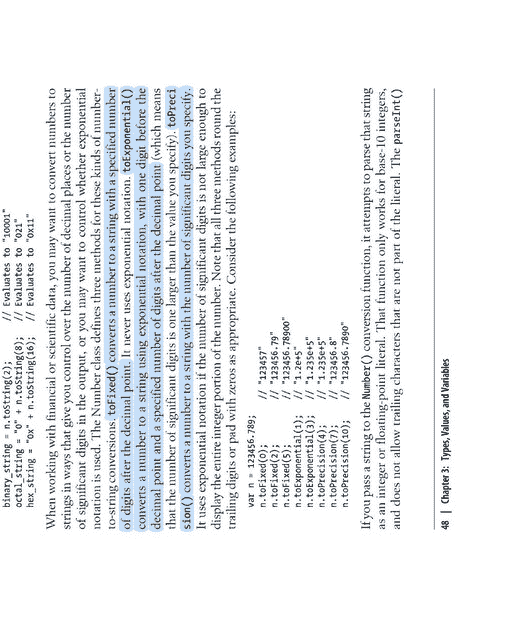 binary_string = n.toString(2);        // Evaluates to "10001"
octal_string = "0" + n.toString(8);   // Evaluates to "021"
hex_string = "0x" + n.toString(16);   // Evaluates to "0x11"
When working with financial or scientific data, you may want to convert numbers to
strings in ways that give you control over the number of decimal places or the number
of significant digits in the output, or you may want to control whether exponential
notation is used. The Number class defines three methods for these kinds of number-
to-string conversions. toFixed() converts a number to a string with a specified number
of digits after the decimal point. It never uses exponential notation. toExponential()
converts a number to a string using exponential notation, with one digit before the
decimal point and a specified number of digits after the decimal point (which means
that the number of significant digits is one larger than the value you specify). toPreci
sion() converts a number to a string with the number of significant digits you specify.
It uses exponential notation if the number of significant digits is not large enough to
display the entire integer portion of the number. Note that all three methods round the
trailing digits or pad with zeros as appropriate. Consider the following examples:
var n = 123456.789;
n.toFixed(0);         // "123457"
n.toFixed(2);         // "123456.79"
n.toFixed(5);         // "123456.78900"
n.toExponential(1);   // "1.2e+5"
n.toExponential(3);   // "1.235e+5"
n.toPrecision(4);     // "1.235e+5"
n.toPrecision(7);     // "123456.8"
n.toPrecision(10);    // "123456.7890"
If you pass a string to the Number() conversion function, it attempts to parse that string
as an integer or floating-point literal. That function only works for base-10 integers,
and does not allow trailing characters that are not part of the literal. The parseInt()
48 | Chapter 3: Types, Values, and Variables